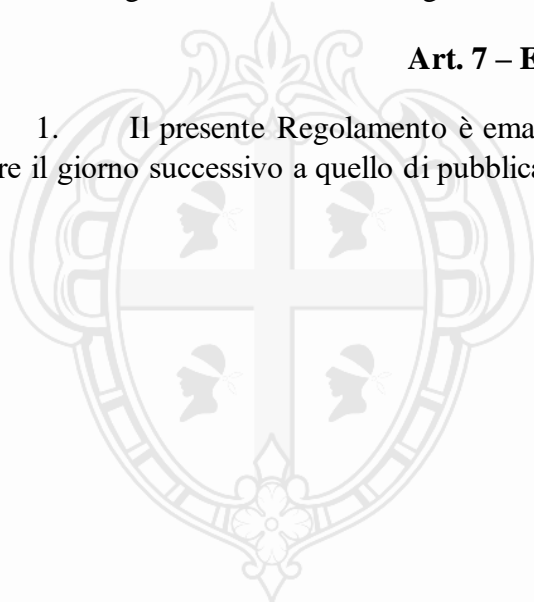 Art. 7 – E
1. Il presente Regolamento è ema
re il giorno successivo a quello di pubblica